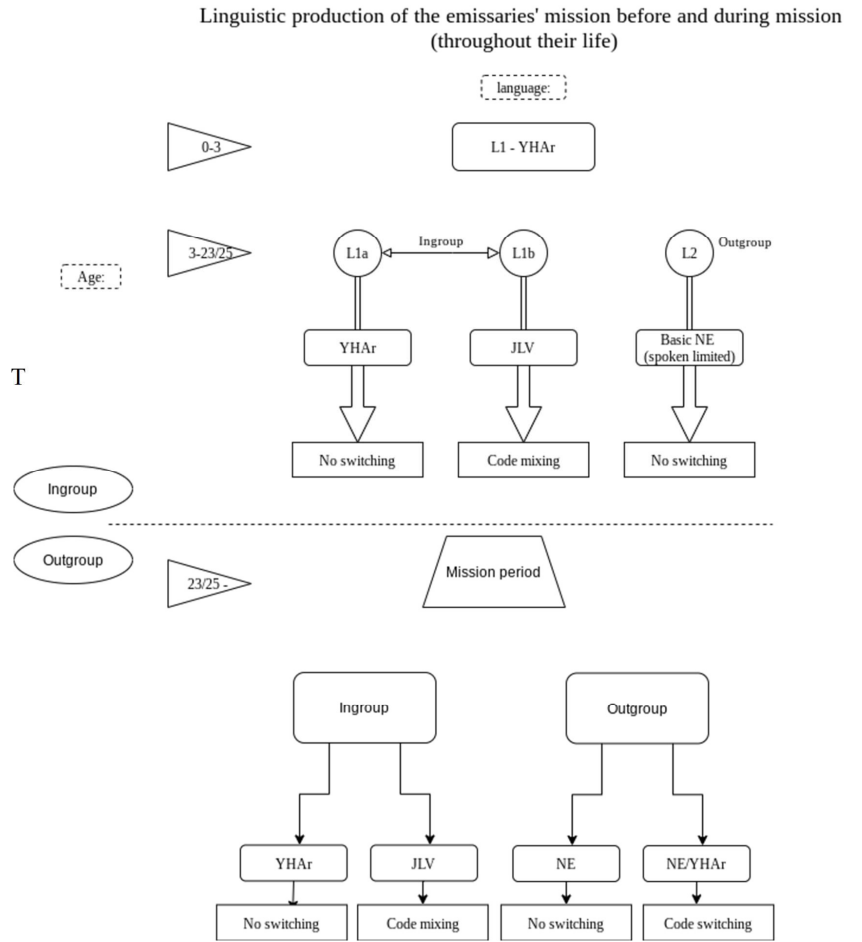 Linguistic production of the emissaries' mission before and during mission
(throughout their life)
language:
0-3
L1 - YHAr
3-23/25
L1a
Ingroup
L1b
L2
Outgroup
Age:
YHAr
JLV
Basic NE
(spoken limited)
T
No switching
Code mixing
No switching
Ingroup
Outgroup
23/25 -
Mission period
Ingroup
Outgroup
YHAr
JLV
NE
NE/YHAr
No switching
Code mixing
No switching
Code switching